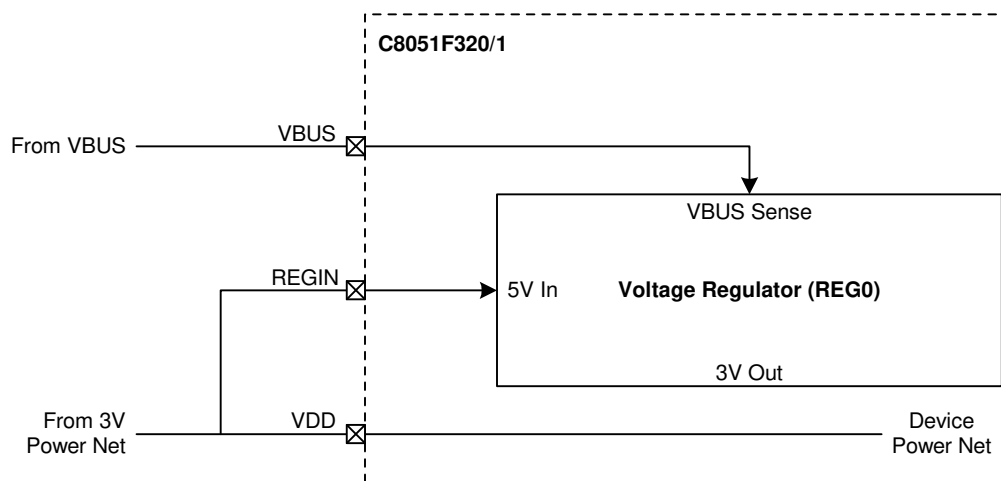 C8051F320/1
From VBUS
VBUS
VBUS Sense
REGIN
5V In
Voltage Regulator (REG0)
3V Out
From 3V
Power Net
VDD
Device
Power Net